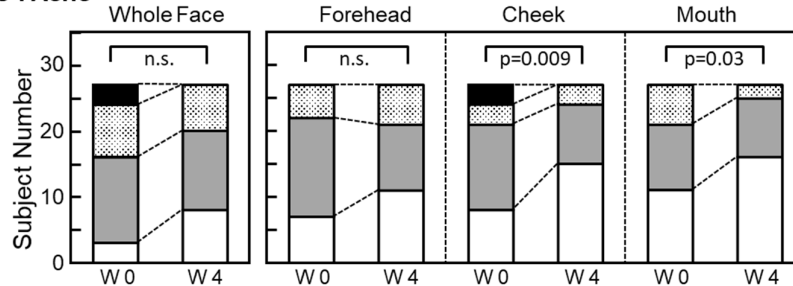 Whole Face Forehead Cheek Mouth
n.s. n.s. p=0.009 p=0.03
Subject Number
30
20
10
0
W 0 W 4 W 0 W 4 W 0 W 4 W 0 W 4